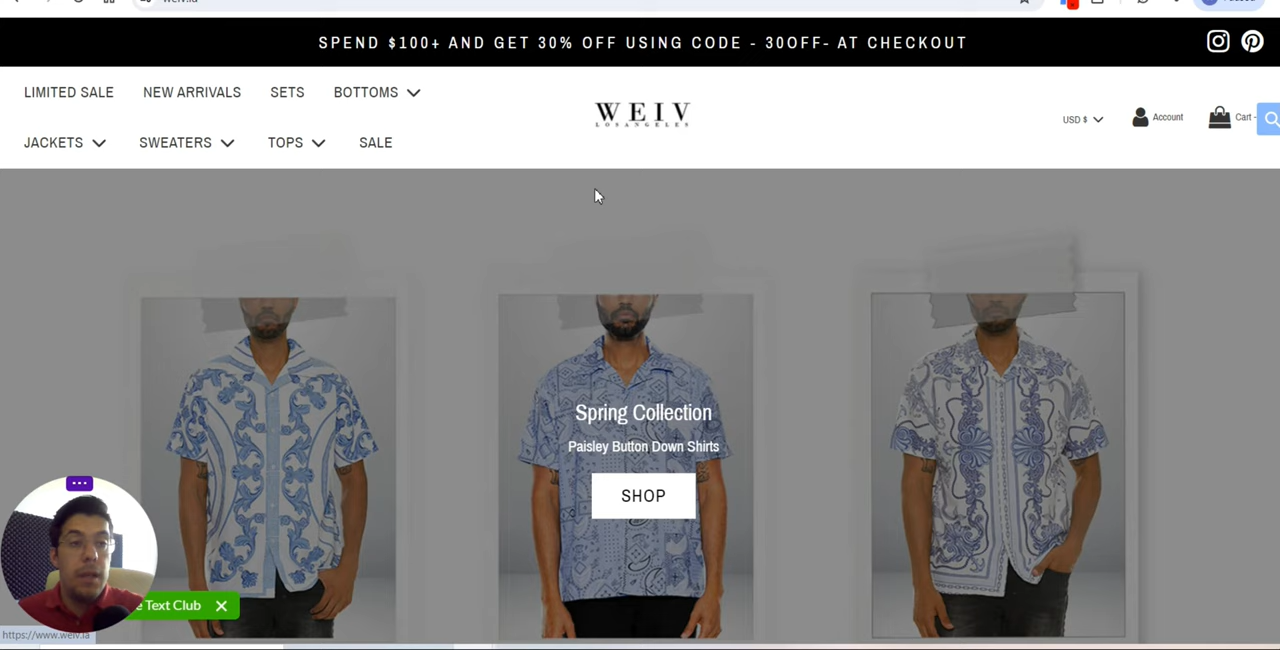 weiv.la
SPEND $100+ AND GET 30% OFF USING CODE - 30OFF- AT CHECKOUT
LIMITED SALE NEW ARRIVALS SETS BOTTOMS
WEIV
LOS ANGELES
USD $ Account Cart -
JACKETS SWEATERS TOPS SALE
Spring Collection
Paisley Button Down Shirts
SHOP
Text Club
https://www.weiv.la